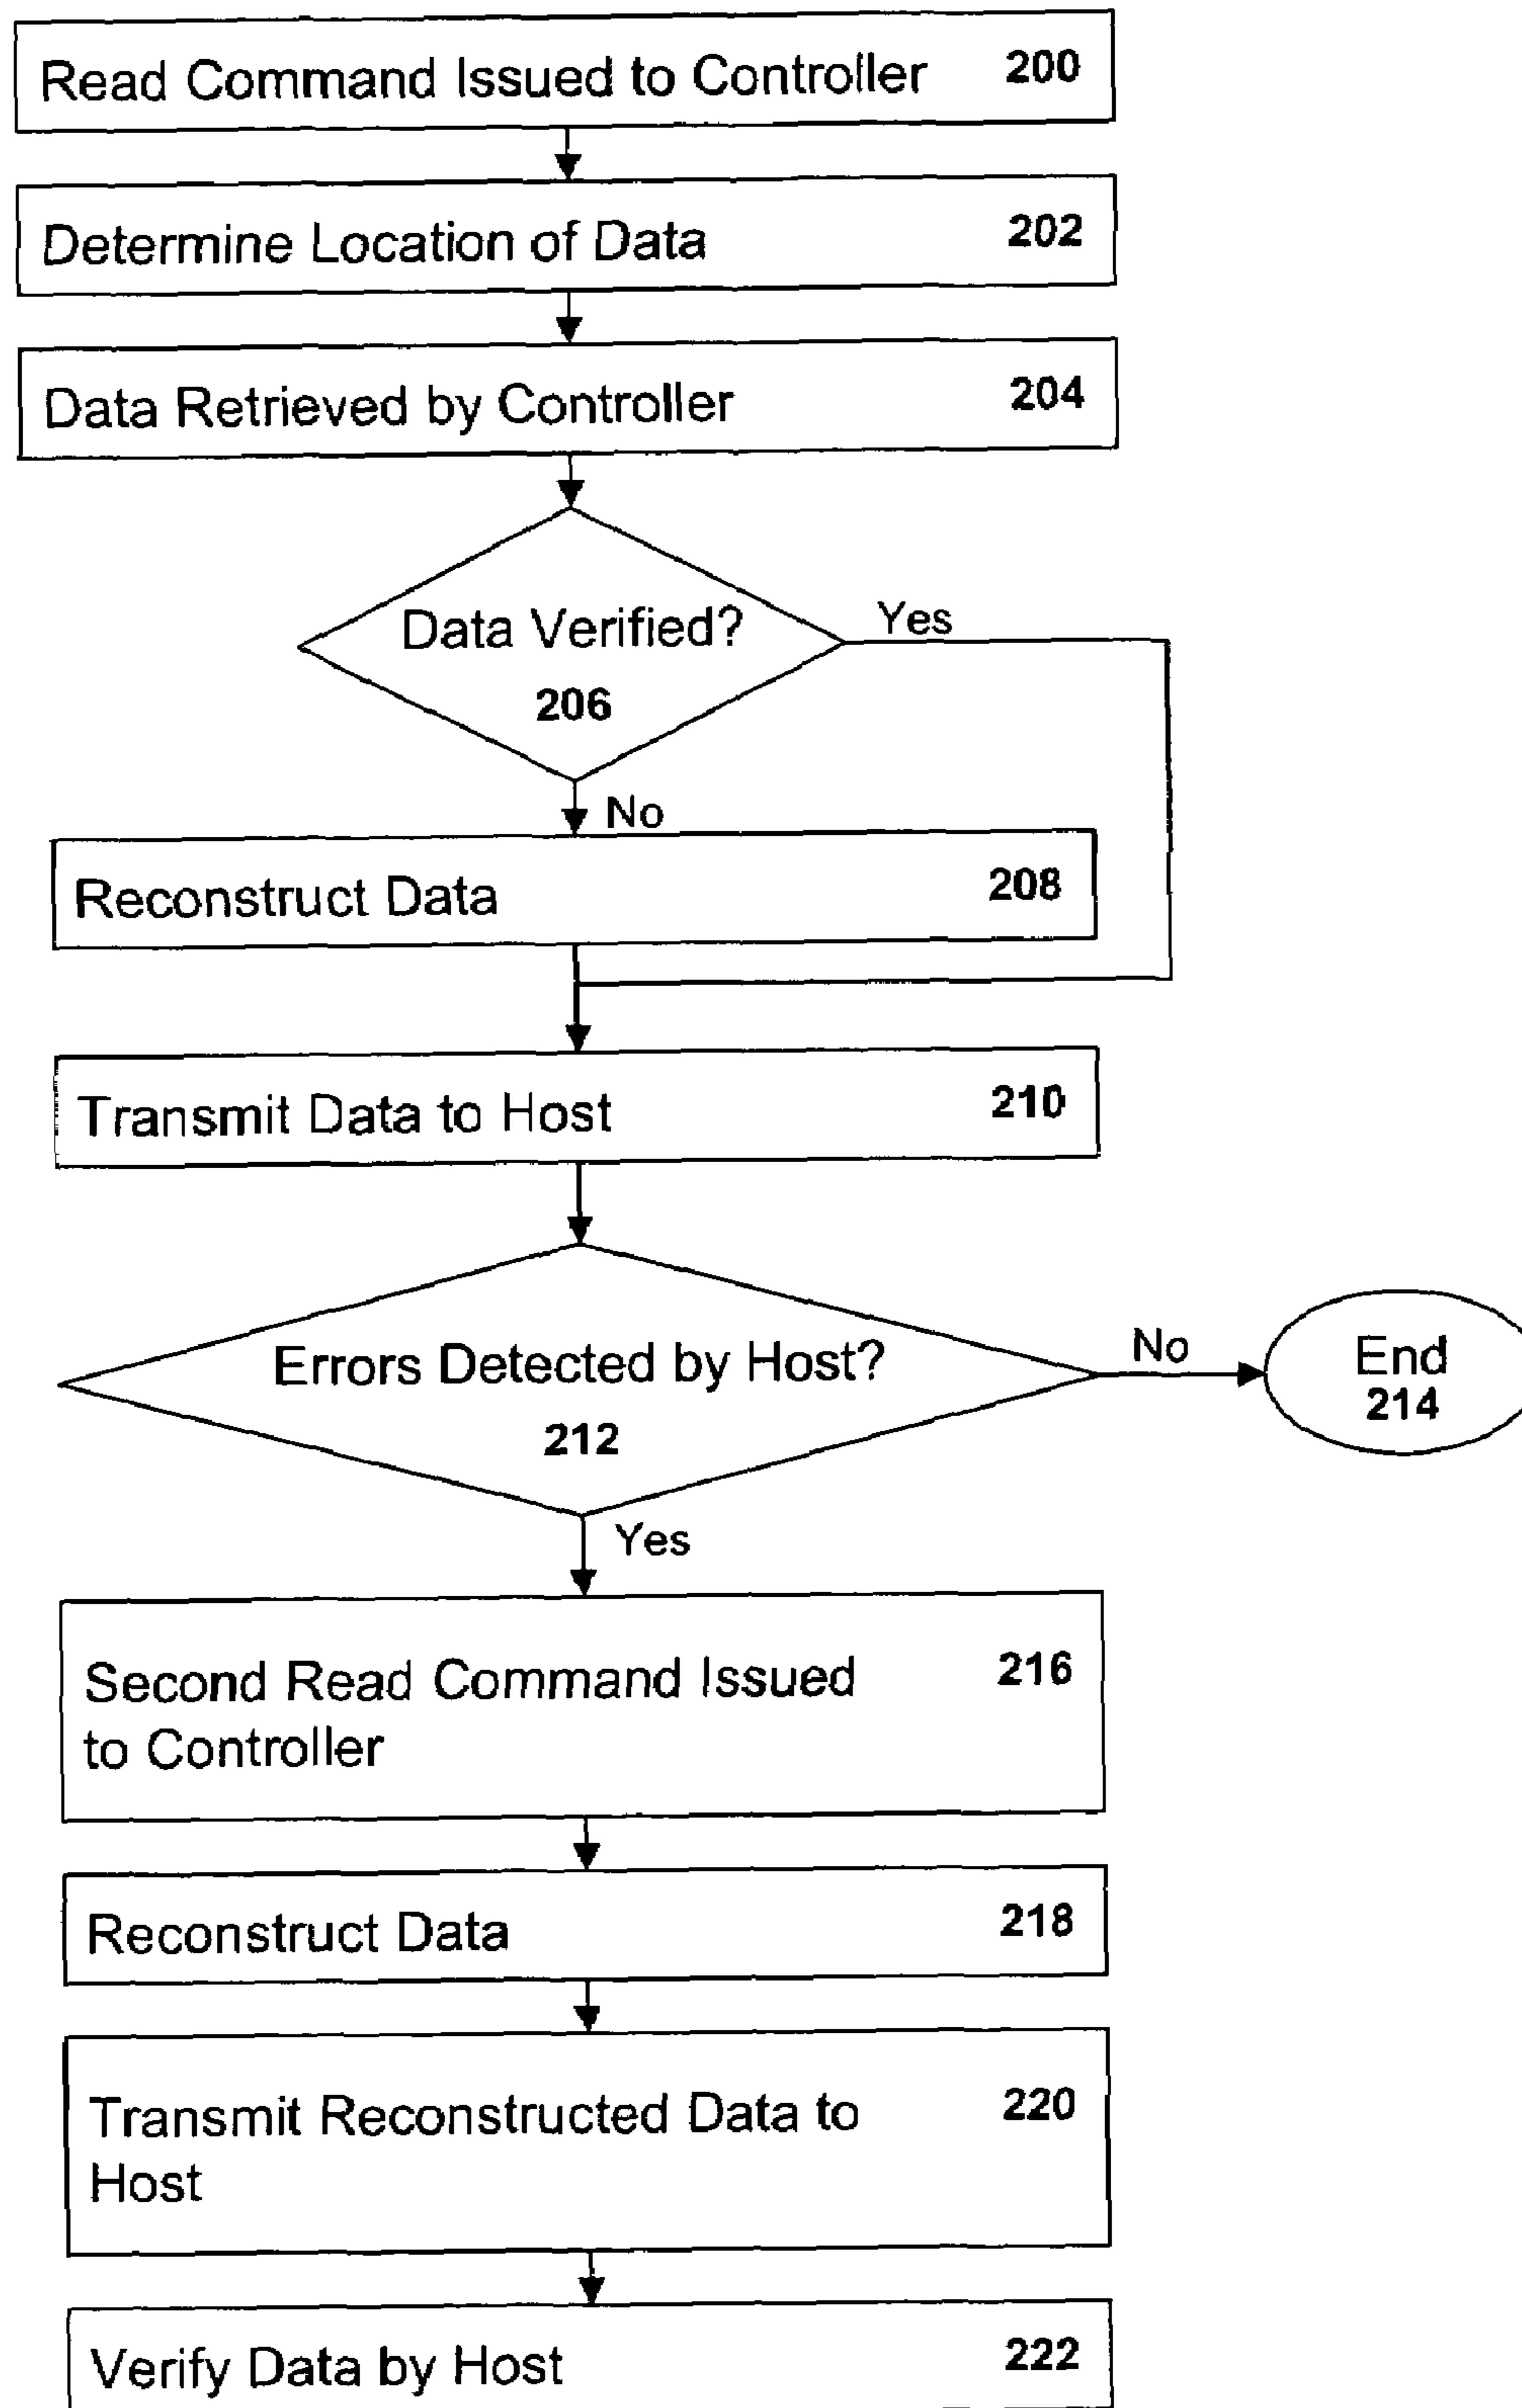 Read Command Issued to Controller 200
Determine Location of Data 202
Data Retrieved by Controller 204
Data Verified?
206
Yes
No
Reconstruct Data 208
Transmit Data to Host 210
Errors Detected by Host?
212
No
End
214
Yes
Second Read Command Issued 216
to Controller
Reconstruct Data 218
Transmit Reconstructed Data to 220
Host
Verify Data by Host 222